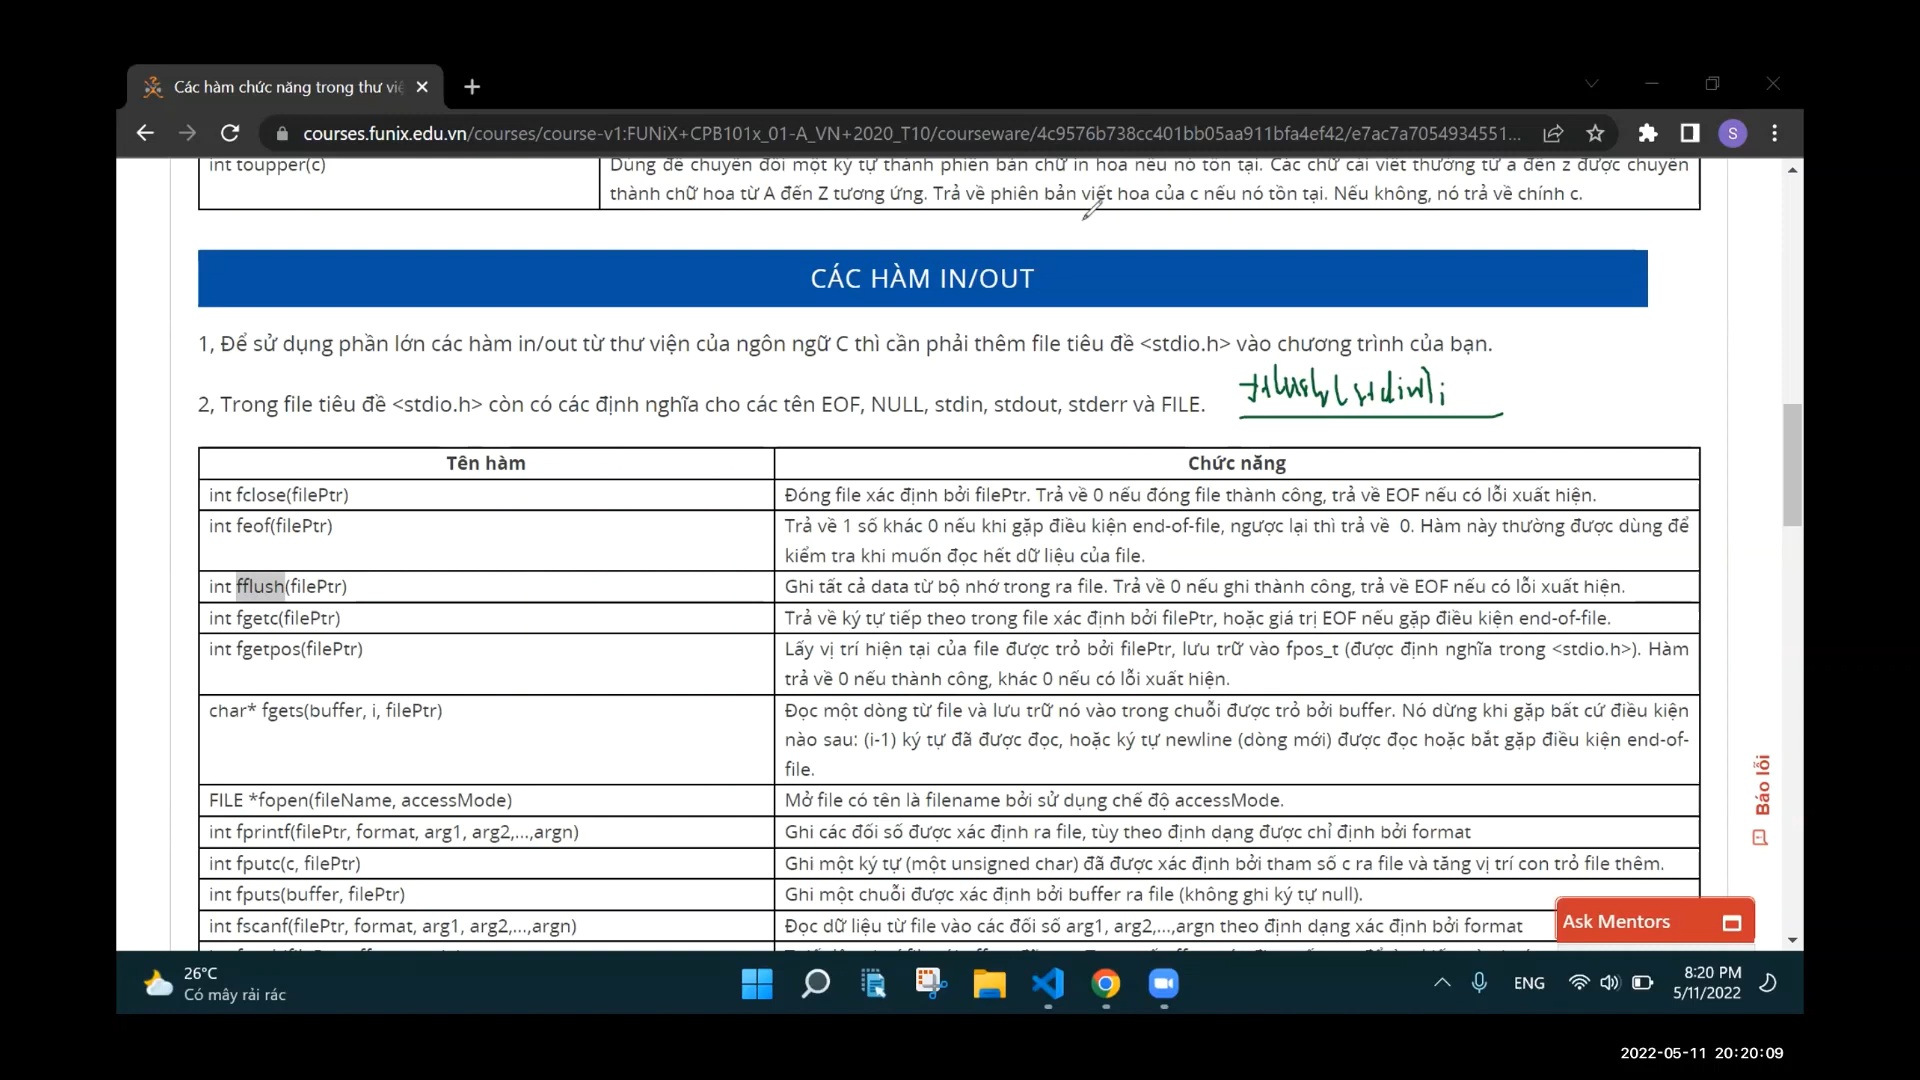 Các hàm chức năng trong thư việ
courses.funix.edu.vn/courses/course-v1:FUNiX+CPB101x_01-A_VN+2020_T10/courseware/4c9576b738cc401bb05aa911bfa4ef42/e7ac7a7054934551...
S
int toupper(c)
Dùng để chuyển đổi một ký tự thành phiên bản chữ in hoa nếu nó tồn tại. Các chữ cái viết thường từ a đến z được chuyển
thành chữ hoa từ A đến Z tương ứng. Trả về phiên bản viết hoa của c nếu nó tồn tại. Nếu không, nó trả về chính c.
CÁC HÀM IN/OUT
1, Để sử dụng phần lớn các hàm in/out từ thư viện của ngôn ngữ C thì cần phải thêm file tiêu đề <stdio.h> vào chương trình của bạn.
fflush(stdin);
2, Trong file tiêu đề <stdio.h> còn có các định nghĩa cho các tên EOF, NULL, stdin, stdout, stderr và FILE.
Tên hàm
Chức năng
int fclose(filePtr)
Đóng file xác định bởi filePtr. Trả về 0 nếu đóng file thành công, trả về EOF nếu có lỗi xuất hiện.
int feof(filePtr)
Trả về 1 số khác 0 nếu khi gặp điều kiện end-of-file, ngược lại thì trả về 0. Hàm này thường được dùng để
kiểm tra khi muốn đọc hết dữ liệu của file.
int fflush(filePtr)
Ghi tất cả data từ bộ nhớ trong ra file. Trả về 0 nếu ghi thành công, trả về EOF nếu có lỗi xuất hiện.
int fgetc(filePtr)
Trả về ký tự tiếp theo trong file xác định bởi filePtr, hoặc giá trị EOF nếu gặp điều kiện end-of-file.
int fgetpos(filePtr)
Lấy vị trí hiện tại của file được trỏ bởi filePtr, lưu trữ vào fpos_t (được định nghĩa trong <stdio.h>). Hàm
trả về 0 nếu thành công, khác 0 nếu có lỗi xuất hiện.
char* fgets(buffer, i, filePtr)
Đọc một dòng từ file và lưu trữ nó vào trong chuỗi được trỏ bởi buffer. Nó dừng khi gặp bất cứ điều kiện
nào sau: (i-1) ký tự đã được đọc, hoặc ký tự newline (dòng mới) được đọc hoặc bắt gặp điều kiện end-of-
file.
FILE *fopen(fileName, accessMode)
Mở file có tên là filename bởi sử dụng chế độ accessMode.
int fprintf(filePtr, format, arg1, arg2,...,argn)
Ghi các đối số được xác định ra file, tùy theo định dạng được chỉ định bởi format
int fputc(c, filePtr)
Ghi một ký tự (một unsigned char) đã được xác định bởi tham số c ra file và tăng vị trí con trỏ file thêm.
int fputs(buffer, filePtr)
Ghi một chuỗi được xác định bởi buffer ra file (không ghi ký tự null).
int fscanf(filePtr, format, arg1, arg2,...,argn)
Đọc dữ liệu từ file vào các đối số arg1, arg2,...,argn theo định dạng xác định bởi format
Báo lỗi
Ask Mentors
26°C
Có mây rải rác
ENG
8:20 PM
5/11/2022
2022-05-11 20:20:09